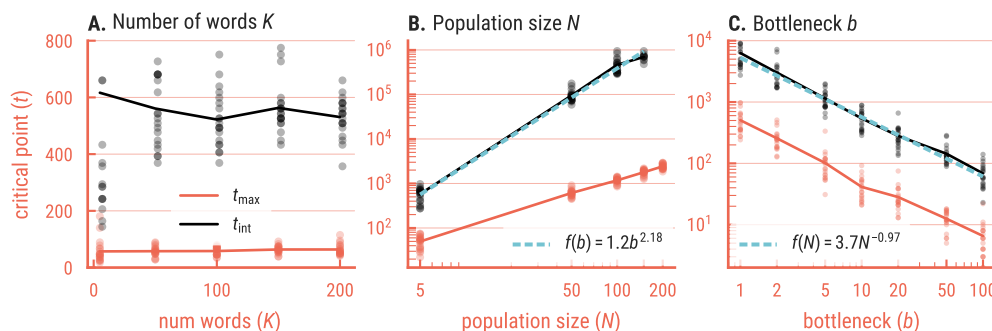 A. Number of words K
B. Population size N
C. Bottleneck b
critical point (t)
800
600
400
200
0
t_max
t_int
0 100 200
num words (K)
10^6
10^5
10^4
10^3
10^2
f(b) = 1.2b^2.18
5 50 100 200
population size (N)
10^4
10^3
10^2
10^1
f(N) = 3.7N^−0.97
1 2 5 10 20 50 100
bottleneck (b)